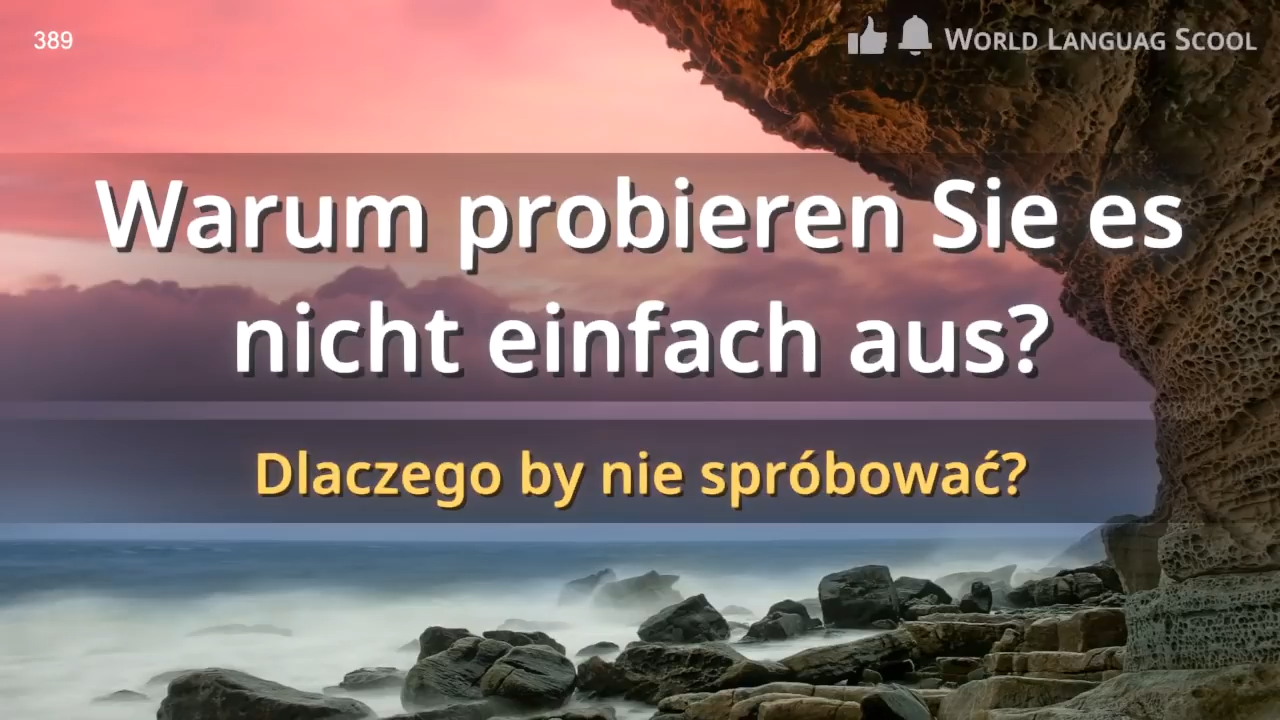 389
World Languag Scool
Warum probieren Sie es
nicht einfach aus?
Dlaczego by nie spróbować?